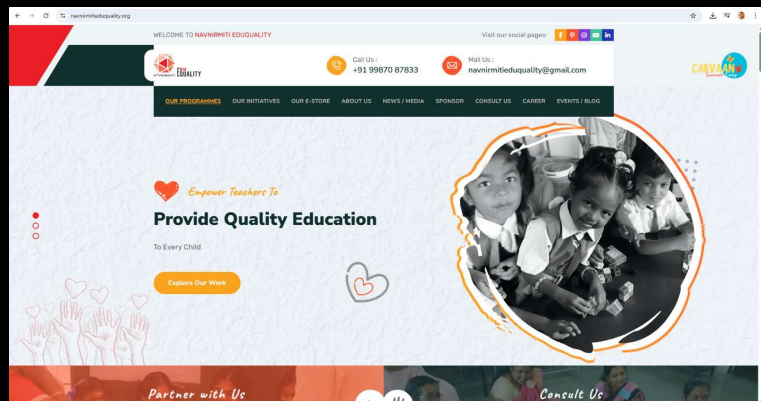 navnirmitieduquality.org
WELCOME TO NAVNIRMITI EDUQUALITY
Visit our social pages:
EDUQUALITY
Call Us :
+91 99870 87833
Mail Us :
navnirmitieduquality@gmail.com
CARVAAN
OUR PROGRAMMES OUR INITIATIVES OUR E-STORE ABOUT US NEWS / MEDIA SPONSOR CONSULT US CAREER EVENTS / BLOG
Empower Teachers To
Provide Quality Education
To Every Child
Explore Our Work
Partner with Us
Consult Us